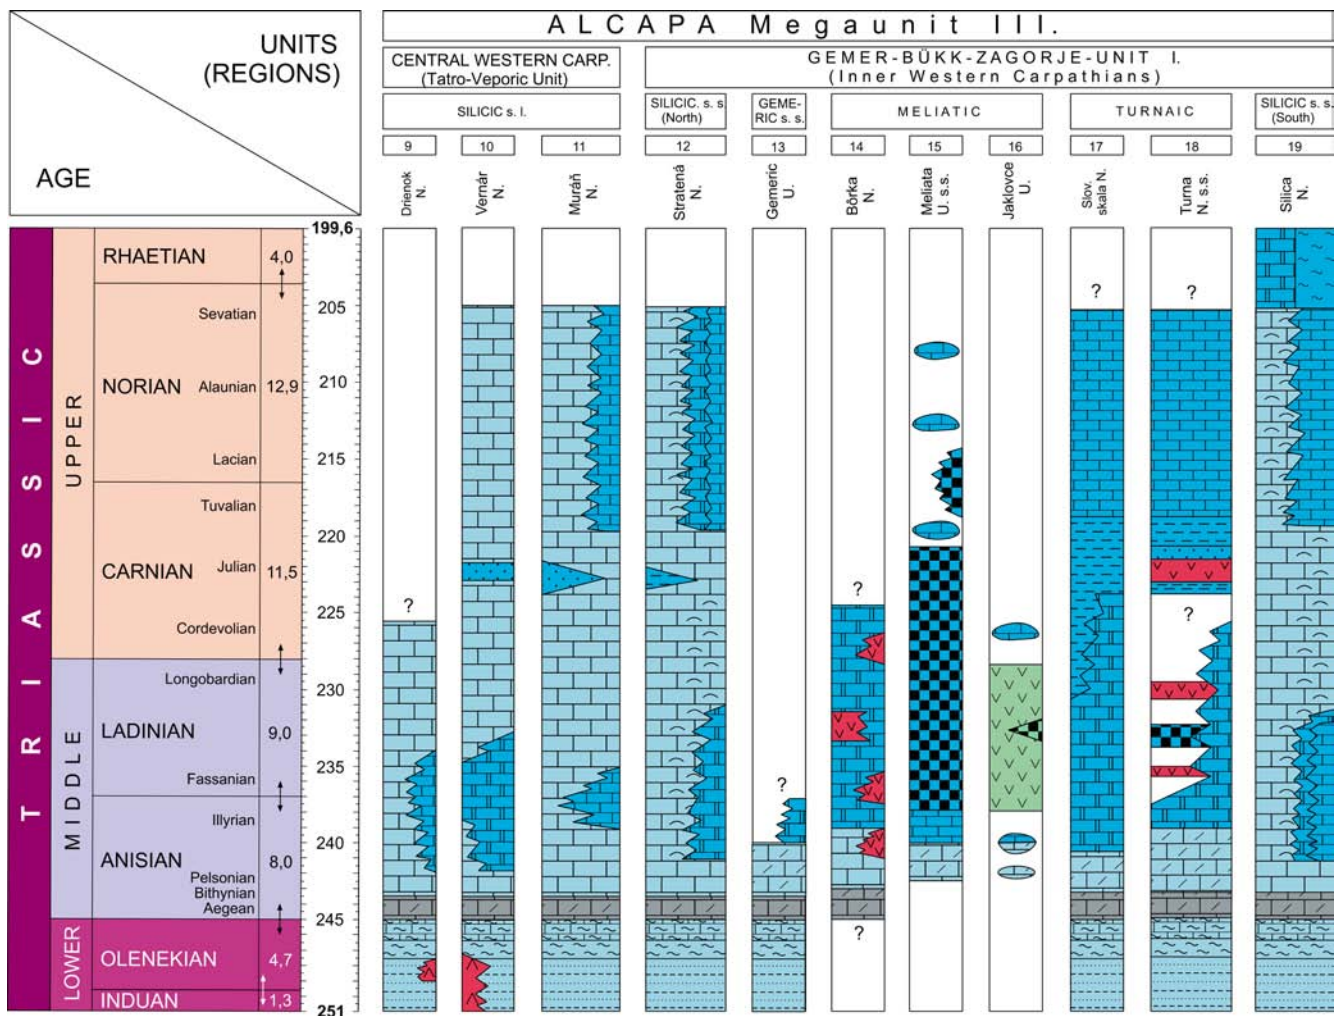 ALCAPA Megaunit III.
UNITS
(REGIONS)
AGE
CENTRAL WESTERN CARP.
(Tatro-Veporic Unit)
GEMER-BÜKK-ZAGORJE-UNIT I.
(Inner Western Carpathians)
SILICIC s. l.
SILICIC. s. s.
(North)
GEME-
RIC s. s.
MELIATIC
TURNAIC
SILICIC s. s.
(South)
9
10
11
12
13
14
15
16
17
18
19
Drienok
N.
Vernár
N.
Muráň
N.
Stratená
N.
Gemeric
U.
Bôrka
N.
Meliata
U. s.s.
Jaklovce
U.
Slov.
skala N.
Turna
N. s.s.
Silica
N.
TRIASSIC
UPPER
MIDDLE
LOWER
RHAETIAN
4,0
Sevatian
NORIAN
Alaunian
12,9
Lacian
Tuvalian
CARNIAN
Julian
11,5
Cordevolian
Longobardian
LADINIAN
9,0
Fassanian
Illyrian
ANISIAN
8,0
Pelsonian
Bithynian
Aegean
OLENEKIAN
4,7
INDUAN
1,3
199,6
205
210
215
220
225
230
235
240
245
251
?
?
?
?
?
?
?